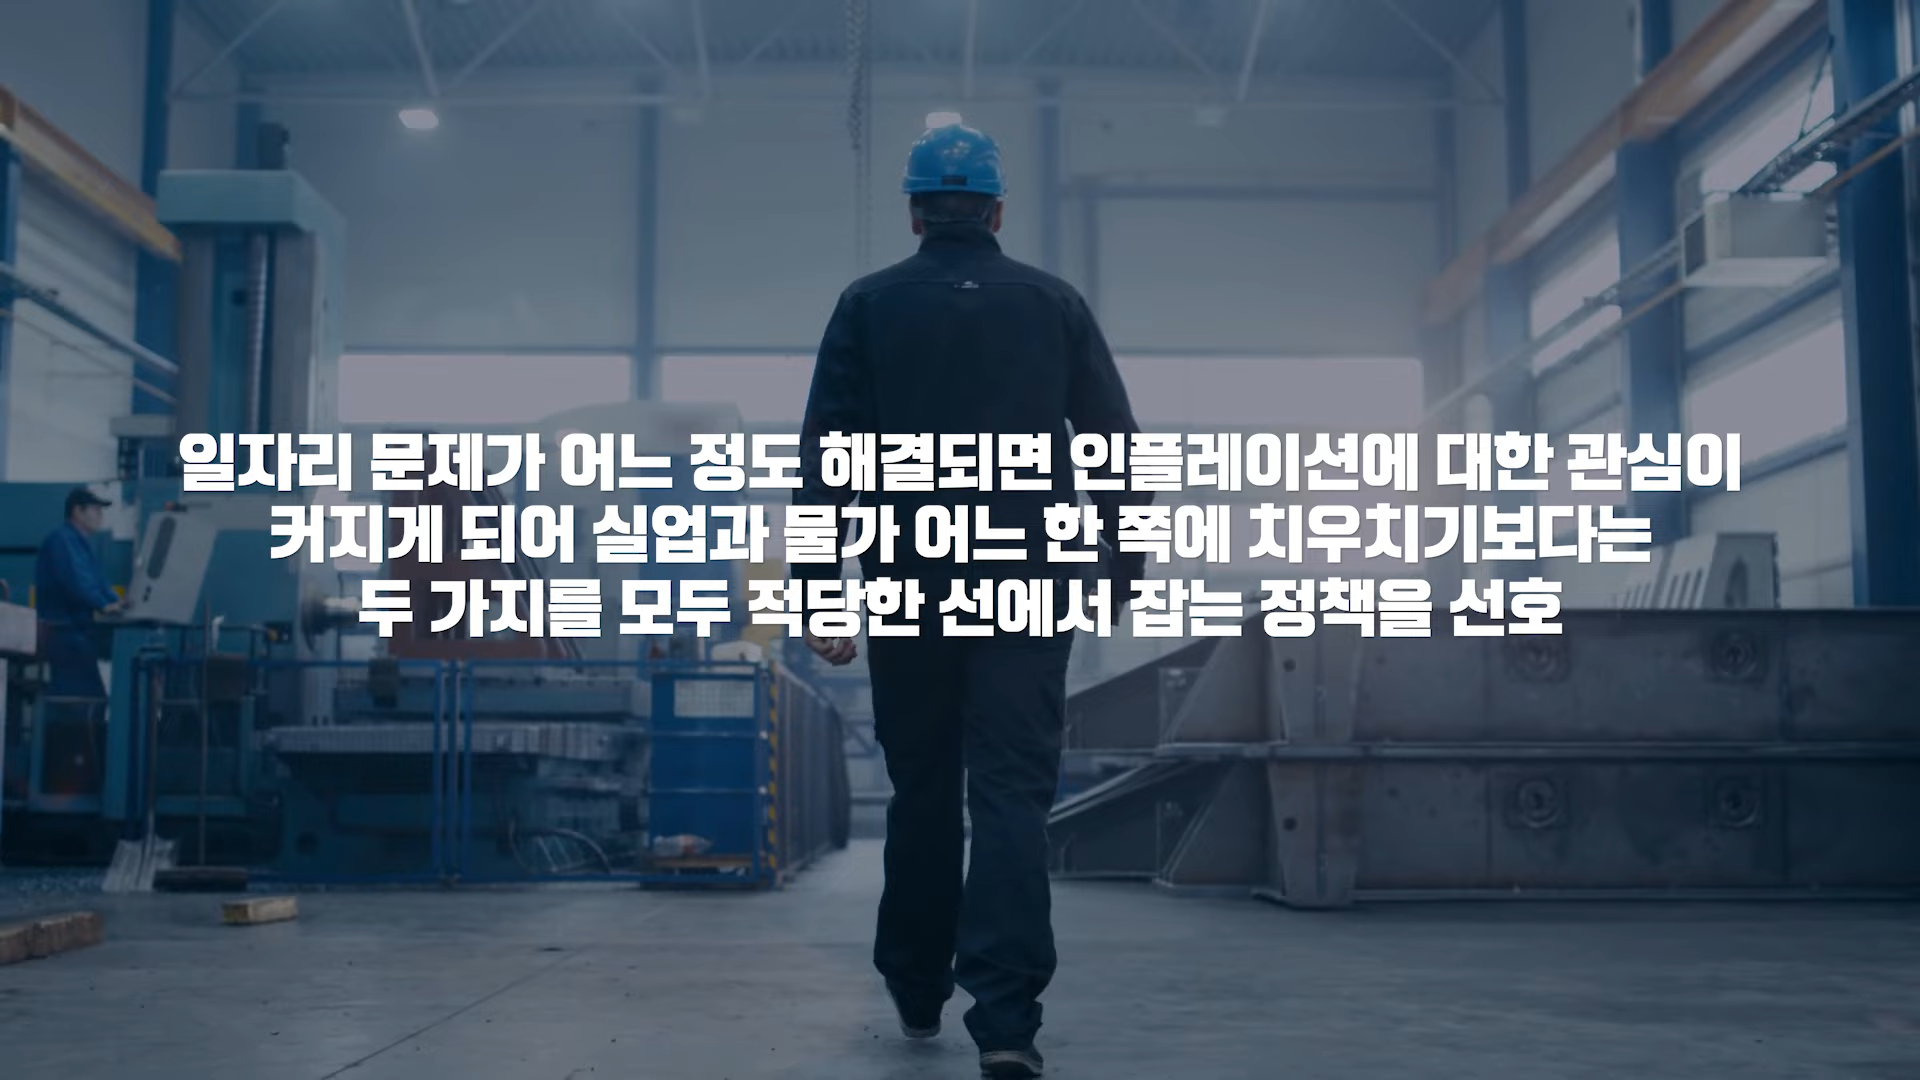 일자리 문제가 어느 정도 해결되면 인플레이션에 대한 관심이
커지게 되어 실업과 물가 어느 한 쪽에 치우치기보다는
두 가지를 모두 적당한 선에서 잡는 정책을 선호